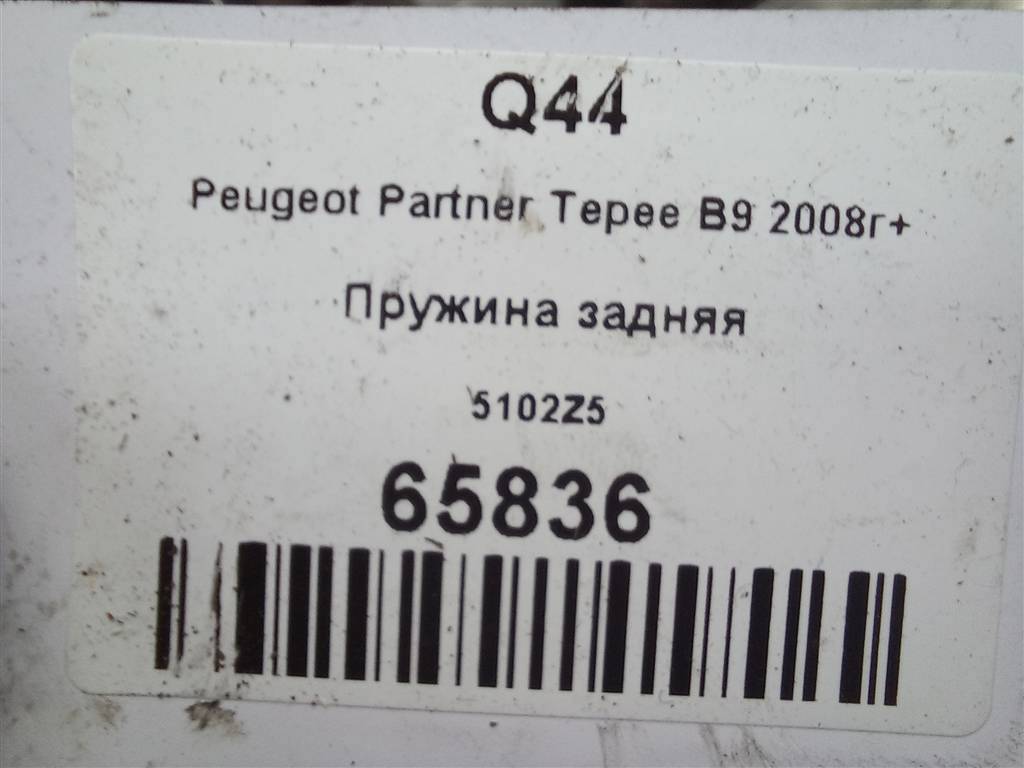 Q44
Peugeot Partner Tepee B9 2008г+
Пружина задняя
5102Z5
65836